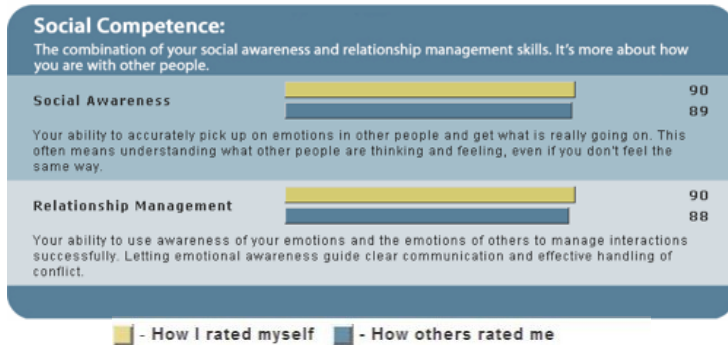 Social Competence:
The combination of your social awareness and relationship management skills. It's more about how
you are with other people.
Social Awareness
90
89
Your ability to accurately pick up on emotions in other people and get what is really going on. This
often means understanding what other people are thinking and feeling, even if you don't feel the
same way.
Relationship Management
90
88
Your ability to use awareness of your emotions and the emotions of others to manage interactions
successfully. Letting emotional awareness guide clear communication and effective handling of
conflict.
- How I rated myself - How others rated me